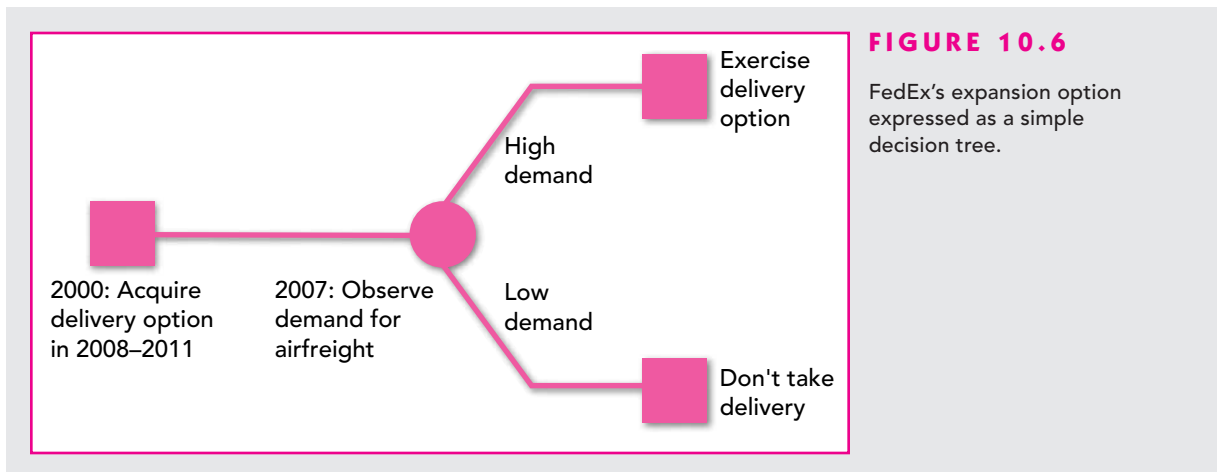 FIGURE 10.6
FedEx's expansion option
expressed as a simple
decision tree.
Exercise
delivery
option
High
demand
2000: Acquire
delivery option
in 2008–2011
2007: Observe
demand for
airfreight
Low
demand
Don't take
delivery